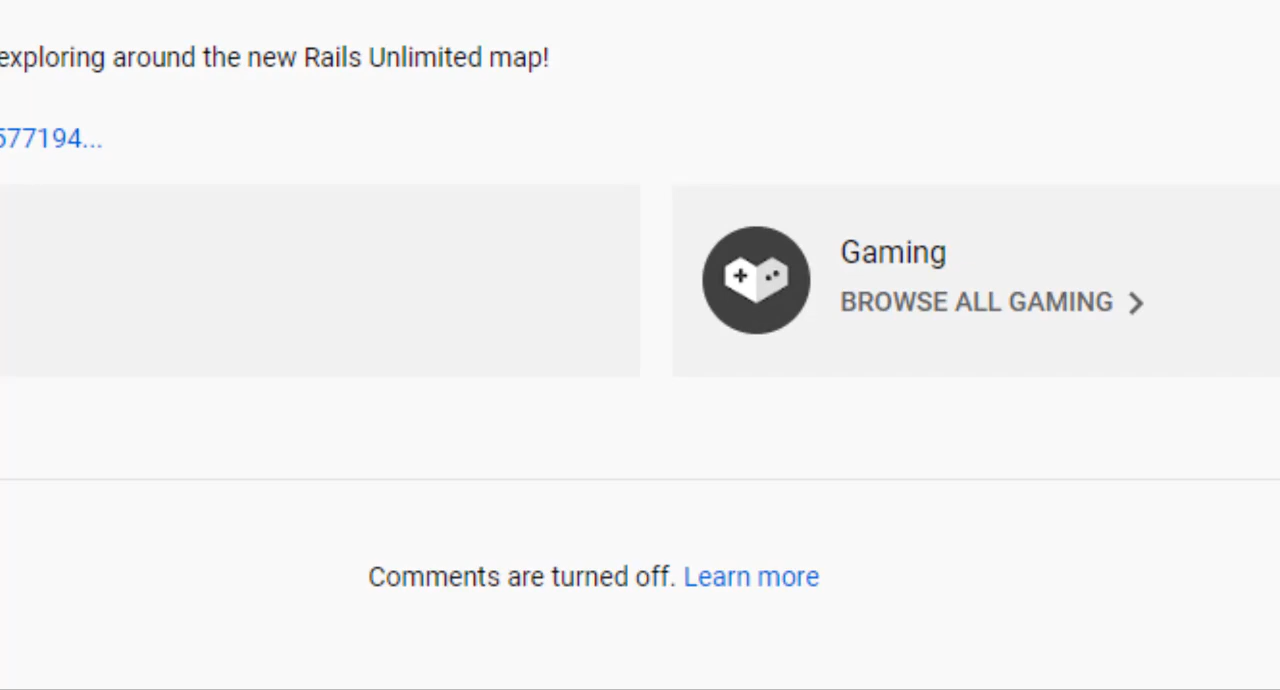 exploring around the new Rails Unlimited map!
577194...
Gaming
BROWSE ALL GAMING
Comments are turned off. Learn more